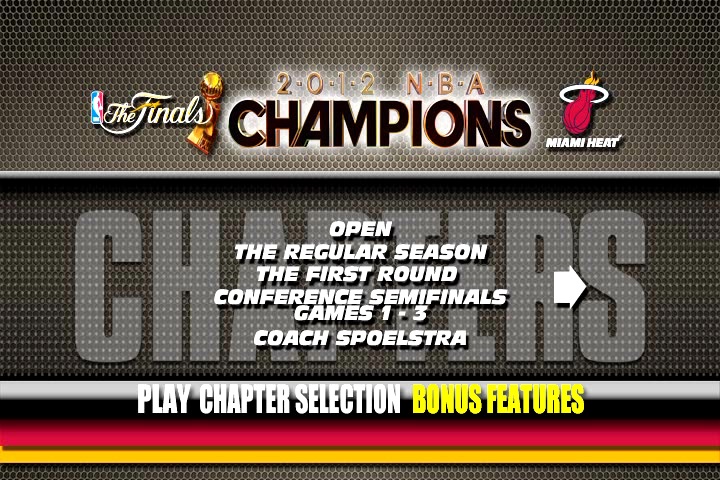 2·0·1·2 N·B·A
The Finals
CHAMPIONS
MIAMI HEAT
CHAPTERS
OPEN
THE REGULAR SEASON
THE FIRST ROUND
CONFERENCE SEMIFINALS
GAMES 1 - 3
COACH SPOELSTRA
PLAY CHAPTER SELECTION BONUS FEATURES